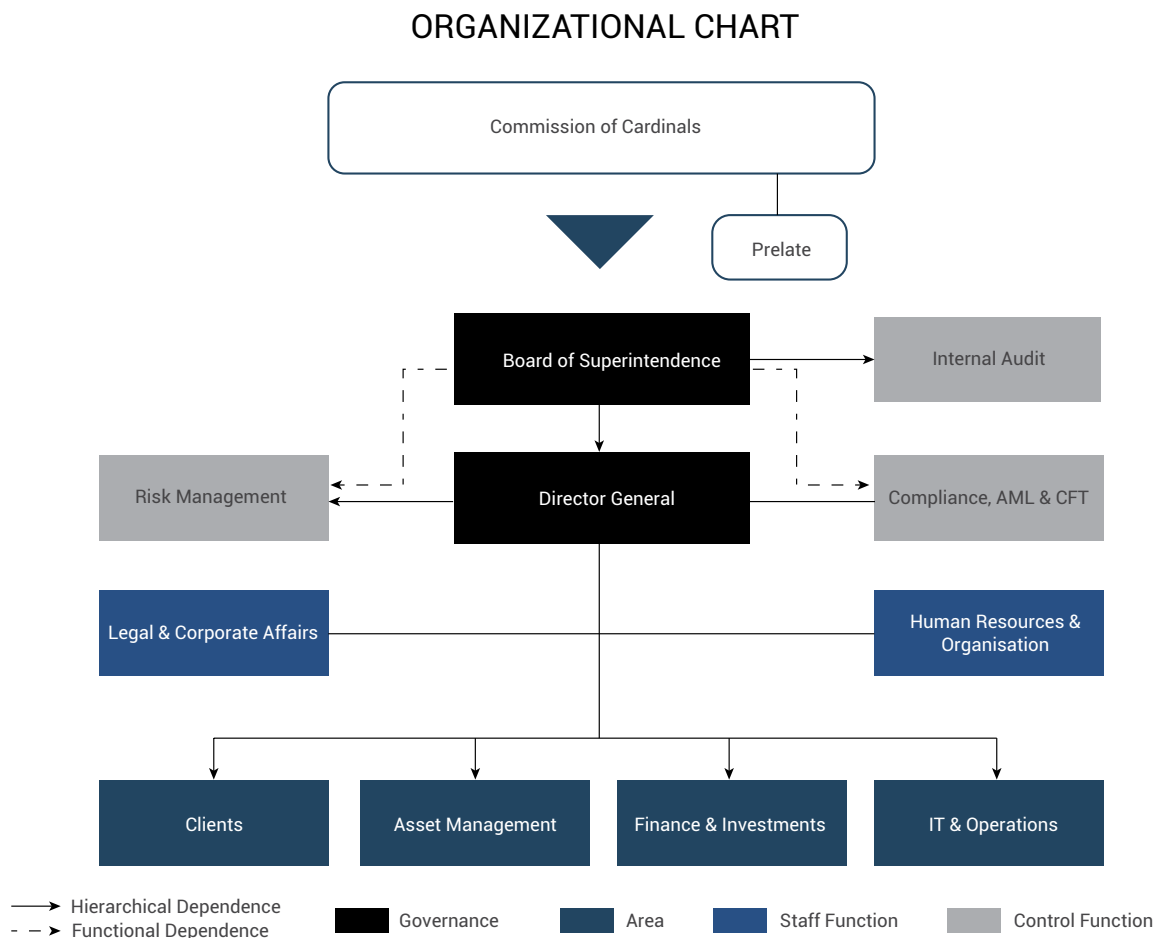 ORGANIZATIONAL CHART
Commission of Cardinals
Prelate
Board of Superintendence
Internal Audit
Risk Management
Director General
Compliance, AML & CFT
Legal & Corporate Affairs
Human Resources &
Organisation
Clients
Asset Management
Finance & Investments
IT & Operations
Hierarchical Dependence
Functional Dependence
Governance
Area
Staff Function
Control Function